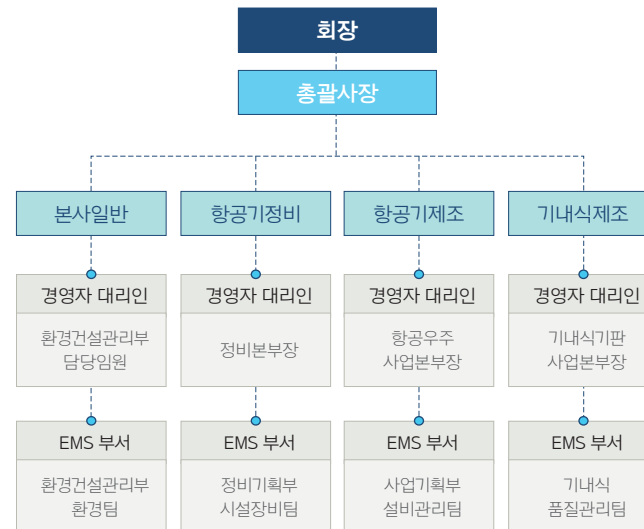 회장
총괄사장
본사일반
항공기정비
항공기제조
기내식제조
경영자 대리인
경영자 대리인
경영자 대리인
경영자 대리인
환경건설관리부
담당임원
정비본부장
항공우주
사업본부장
기내식기판
사업본부장
EMS 부서
EMS 부서
EMS 부서
EMS 부서
환경건설관리부
환경팀
정비기획부
시설장비팀
사업기획부
설비관리팀
기내식
품질관리팀